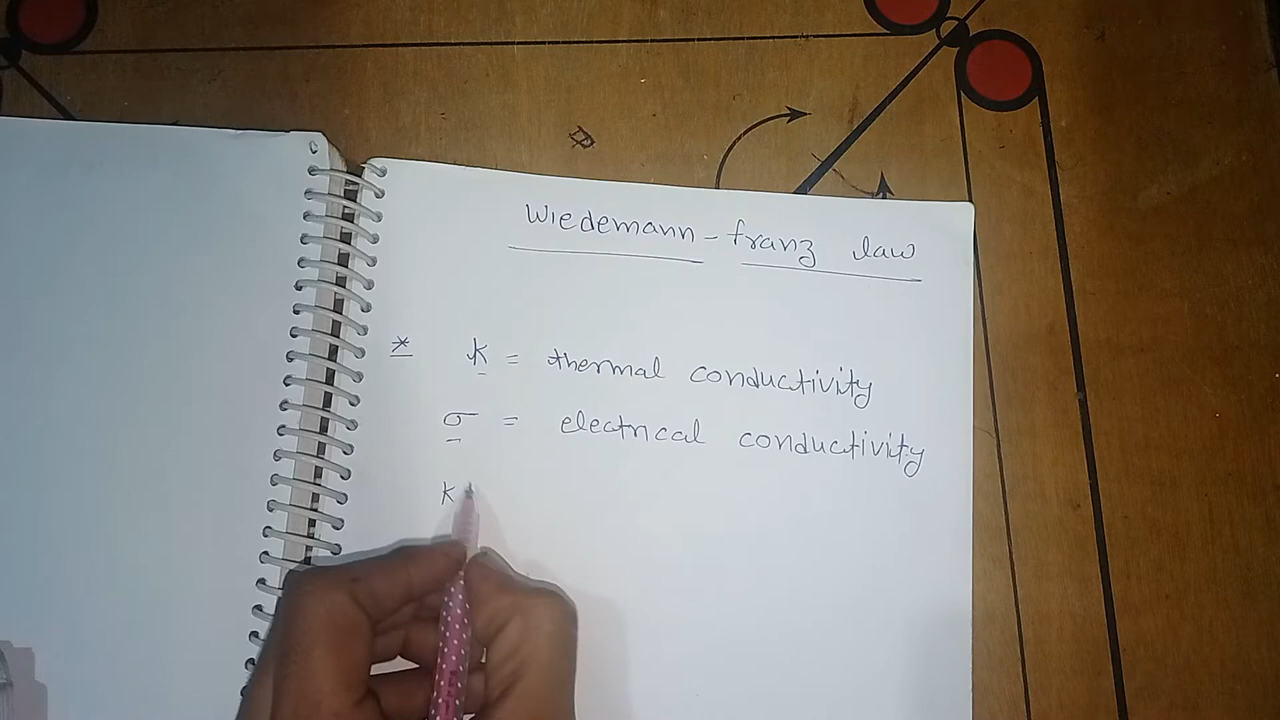 Wiedemann - franz law
* k = thermal conductivity
σ = electrical conductivity
k